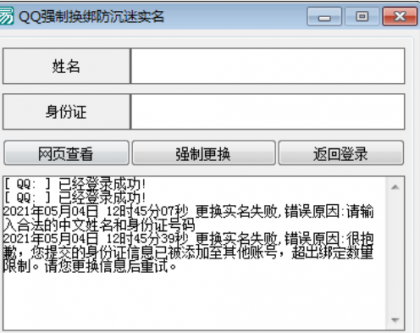 QQ强制换绑防沉迷实名
姓名
身份证
网页查看 强制更换 返回登录
[ QQ: ] 已经登录成功!
[ QQ: ] 已经登录成功!
2021年05月04日 12时45分07秒 更换实名失败,错误原因:请输
入合法的中文姓名和身份证号码
2021年05月04日 12时45分39秒 更换实名失败,错误原因:很抱
歉，您提交的身份证信息已被添加至其他账号，超出绑定数量
限制。请您更换信息后重试。